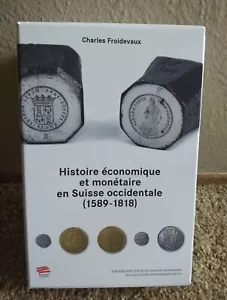 Charles Froidevaux
Histoire économique
et monétaire
en Suisse occidentale
(1589-1818)